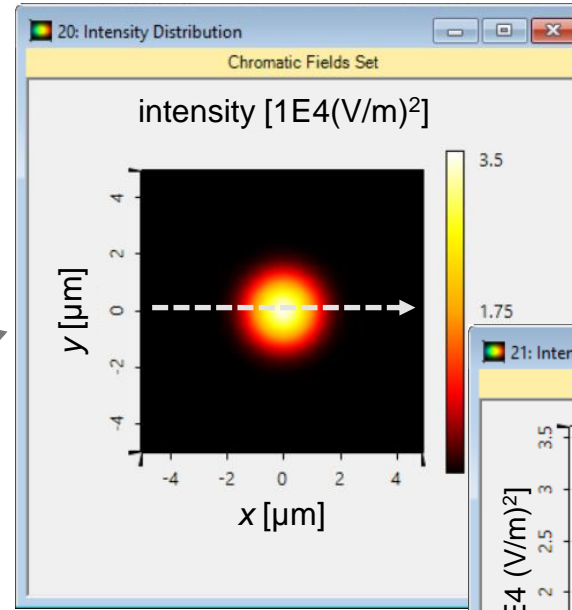 20: Intensity Distribution
Chromatic Fields Set
intensity [1E4(V/m)²]
3.5
1.75
4
2
0
-2
-4
y [µm]
-4 -2 0 2 4
x [µm]
21: Inter
3.5
3
2.5
2
E4 (V/m)²]